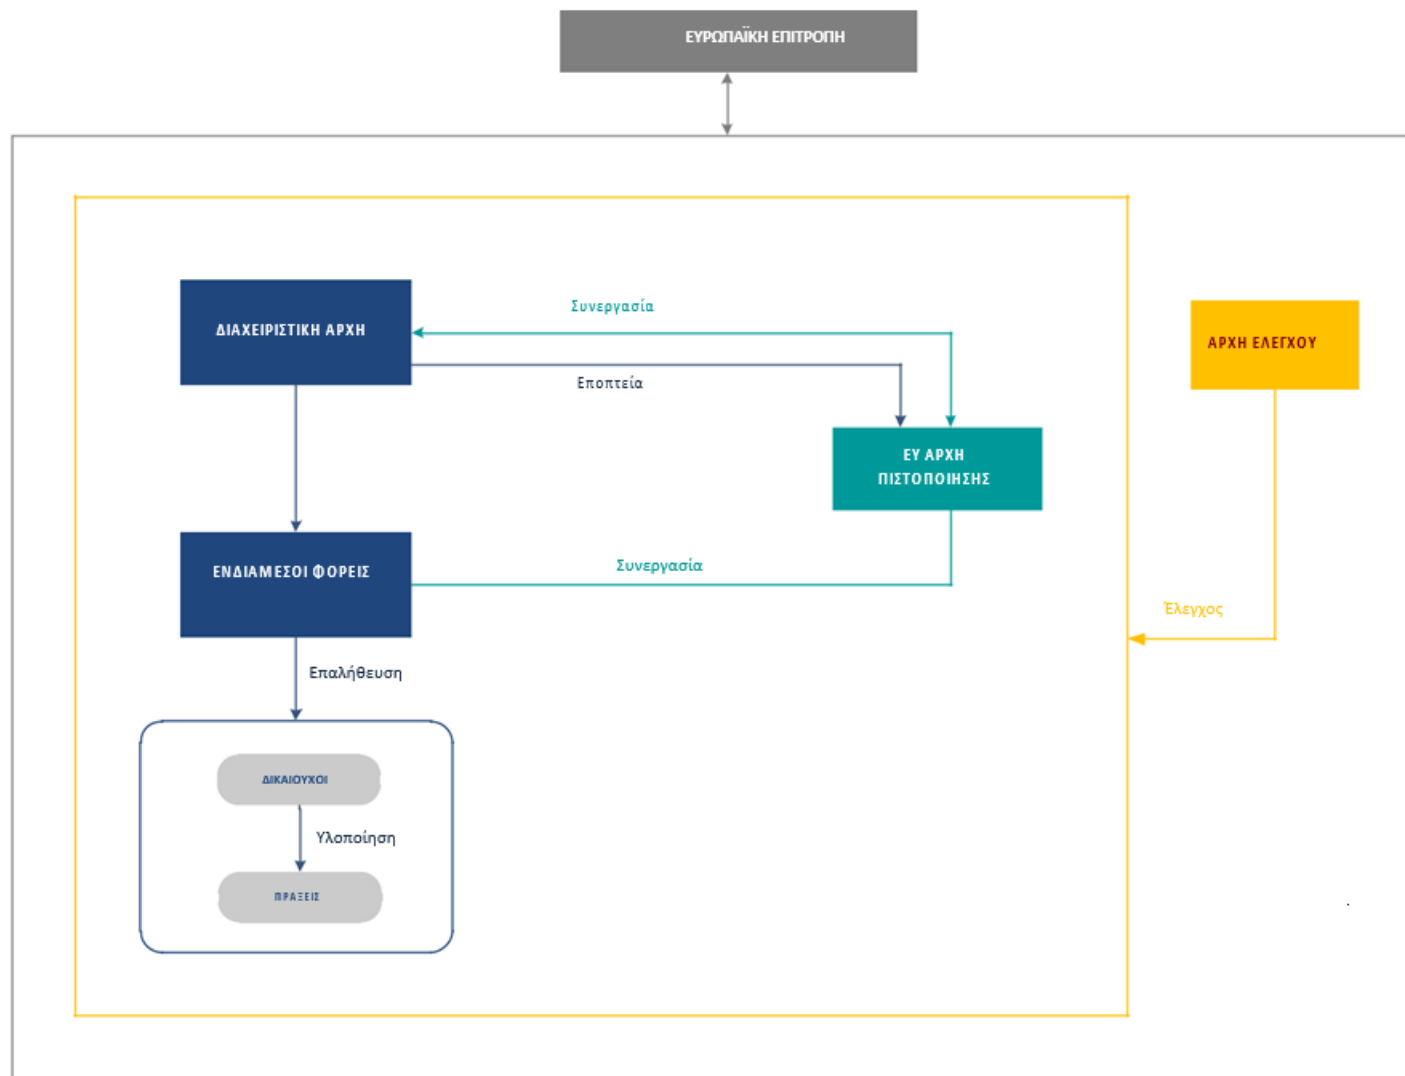 ΕΥΡΩΠΑΪΚΗ ΕΠΙΤΡΟΠΗ
Συνεργασία
ΔΙΑΧΕΙΡΙΣΤΙΚΗ ΑΡΧΗ
ΑΡΧΗ ΕΛΕΓΧΟΥ
Εποπτεία
ΕΥ ΑΡΧΗ
ΠΙΣΤΟΠΟΙΗΣΗΣ
ΕΝΔΙΑΜΕΣΟΙ ΦΟΡΕΙΣ
Συνεργασία
Έλεγχος
Επαλήθευση
ΔΙΚΑΙΟΥΧΟΙ
Υλοποίηση
ΠΡΑΞΕΙΣ